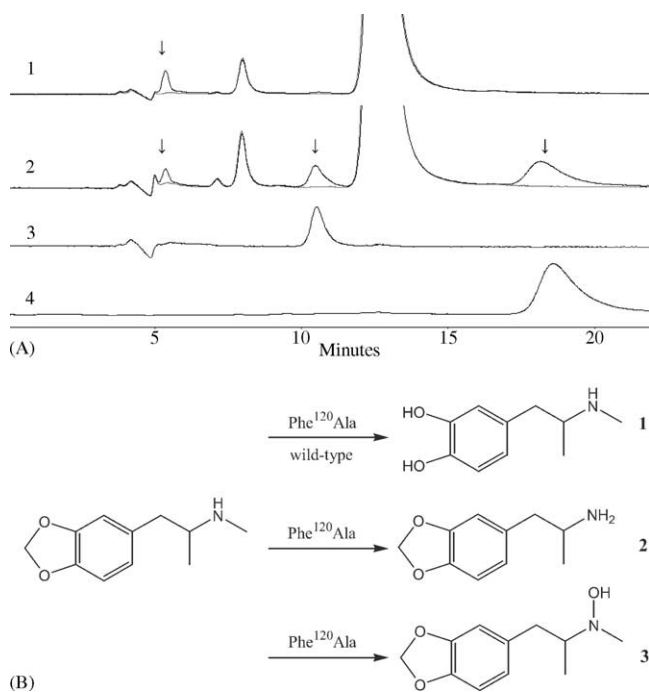 1
2
3
4
5 10 15 20
(A) Minutes
Phe120Ala
wild-type
HO
HO
H
N
1
O
O
H
N
Phe120Ala
O
O
NH2
2
Phe120Ala
O
O
OH
N
3
(B)